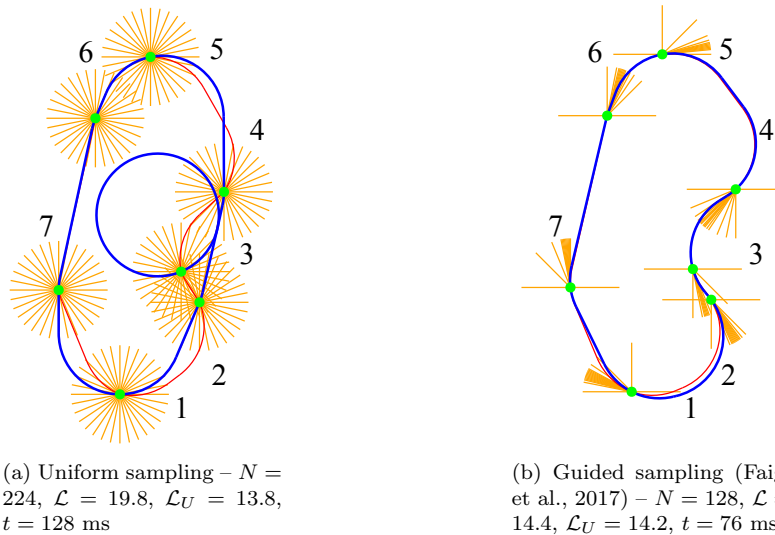 6
5
4
7
3
2
1
6
5
4
7
3
2
1
(a) Uniform sampling – N =
224, ℒ = 19.8, ℒ_U = 13.8,
t = 128 ms
(b) Guided sampling
et al., 2017) – N = 128, ℒ
14.4, ℒ_U = 14.2, t = 76 ms